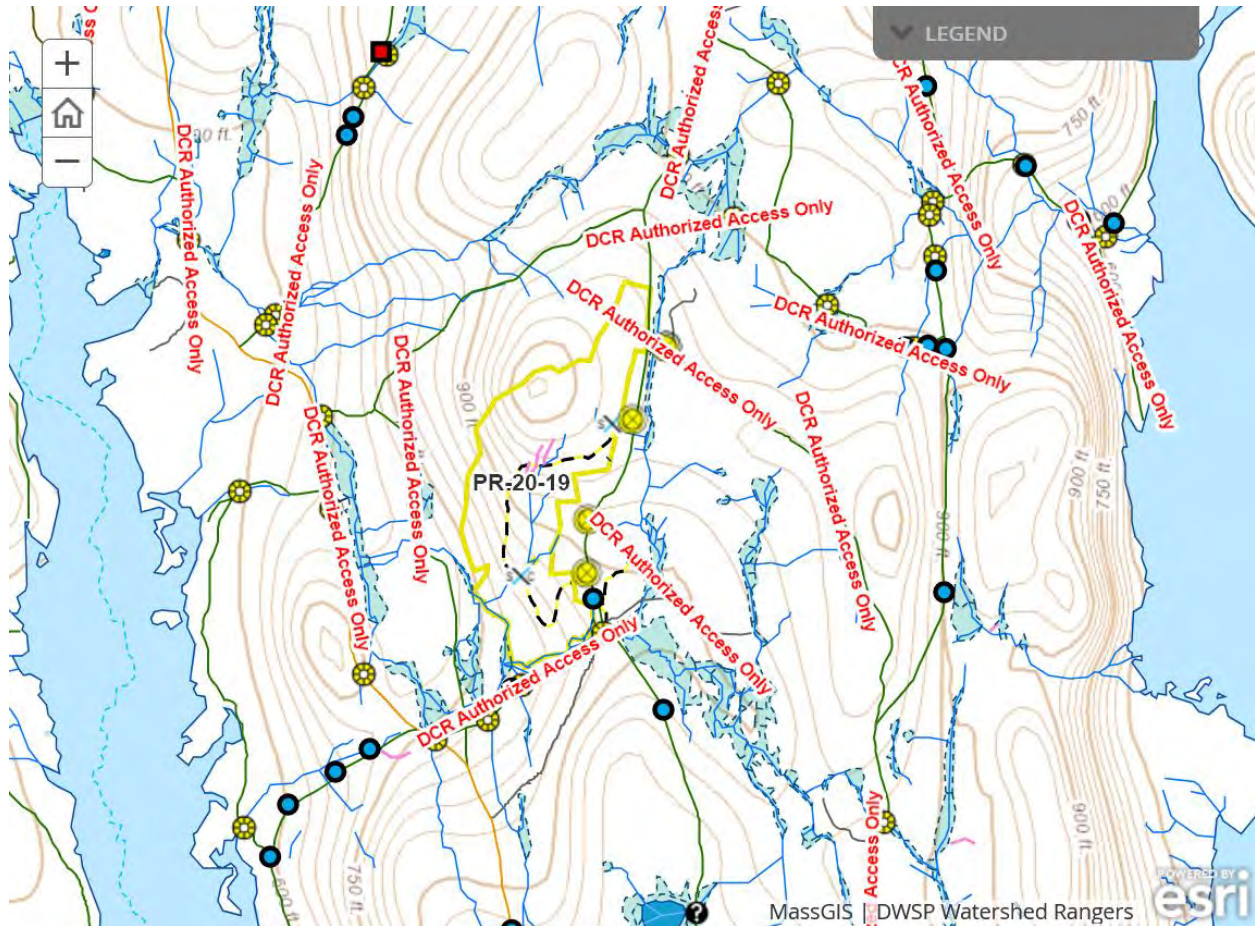 +
−
LEGEND
DCR Authorized Access Only
750 ft.
DCR Authorized Access Only
DCR Authorized Access Only
DCR Authorized Access Only
DCR Authorized Access Only
DCR Authorized Access Only
DCR Authorized Access Only
DCR Authorized Access Only
DCR Authorized Access Only
DCR Authorized Access Only
900 ft.
DCR Authorized Access Only
DCR Authorized Access Only
PR-20-19
900 ft.
750 ft.
900 ft.
DCR Authorized Access Only
DCR Authorized Access Only
DCR Authorized Access Only
DCR Authorized Access Only
900 ft.
750 ft.
600 ft.
?
POWERED BY
esri
MassGIS | DWSP Watershed Rangers